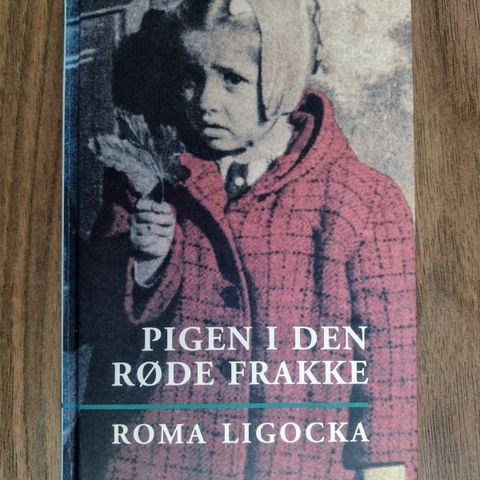 PIGEN I DEN
RØDE FRAKKE
ROMA LIGOCKA